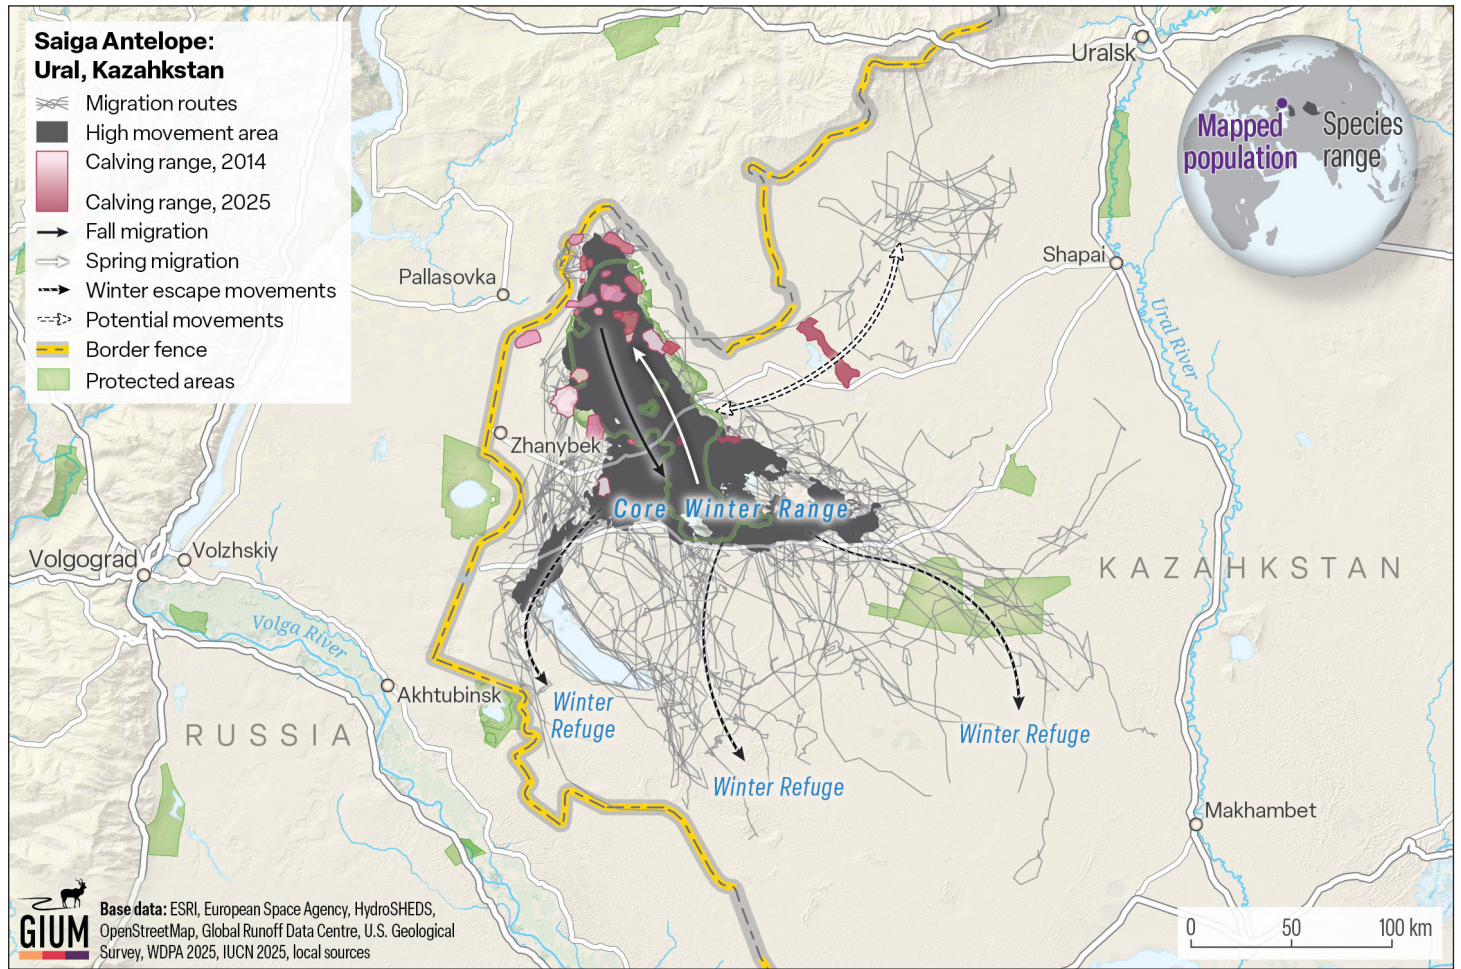 Saiga Antelope:
Ural, Kazahkstan
Migration routes
High movement area
Calving range, 2014
Calving range, 2025
Fall migration
Spring migration
Winter escape movements
Potential movements
Border fence
Protected areas
Uralsk
Mapped
population
Species
range
Shapai
Pallasovka
Ural River
Zhanybek
Core Winter Range
Volgograd
Volzhskiy
KAZAHKSTAN
Volga River
Akhtubinsk
Winter
Refuge
RUSSIA
Winter Refuge
Winter Refuge
Makhambet
GIUM
Base data: ESRI, European Space Agency, HydroSHEDS,
OpenStreetMap, Global Runoff Data Centre, U.S. Geological
Survey, WDPA 2025, IUCN 2025, local sources
0 50 100 km